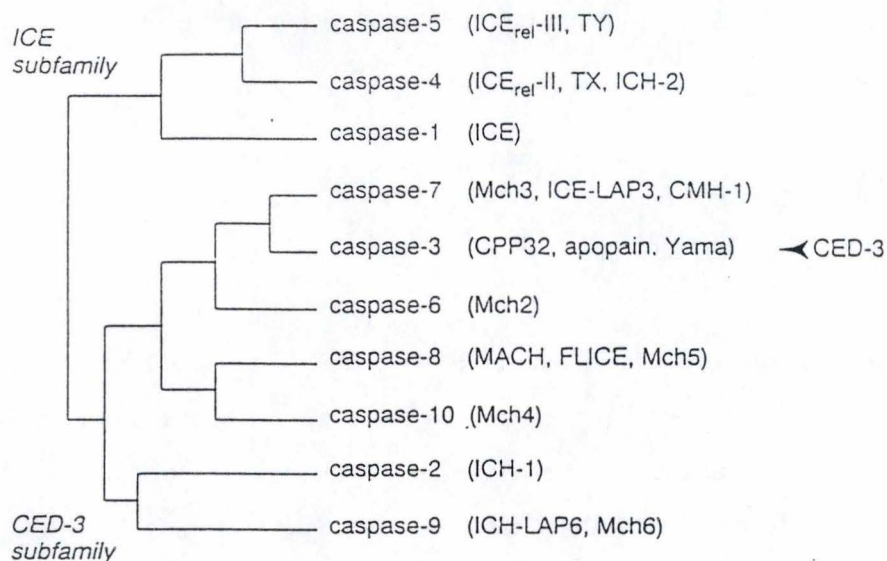 caspase-5 (ICErel-III, TY)
ICE
subfamily
caspase-4 (ICErel-II, TX, ICH-2)
caspase-1 (ICE)
caspase-7 (Mch3, ICE-LAP3, CMH-1)
caspase-3 (CPP32, apopain. Yama) CED-3
caspase-6 (Mch2)
caspase-8 (MACH, FLICE, Mch5)
caspase-10 (Mch4)
caspase-2 (ICH-1)
caspase-9 (ICH-LAP6, Mch6)
CED-3
subfamily